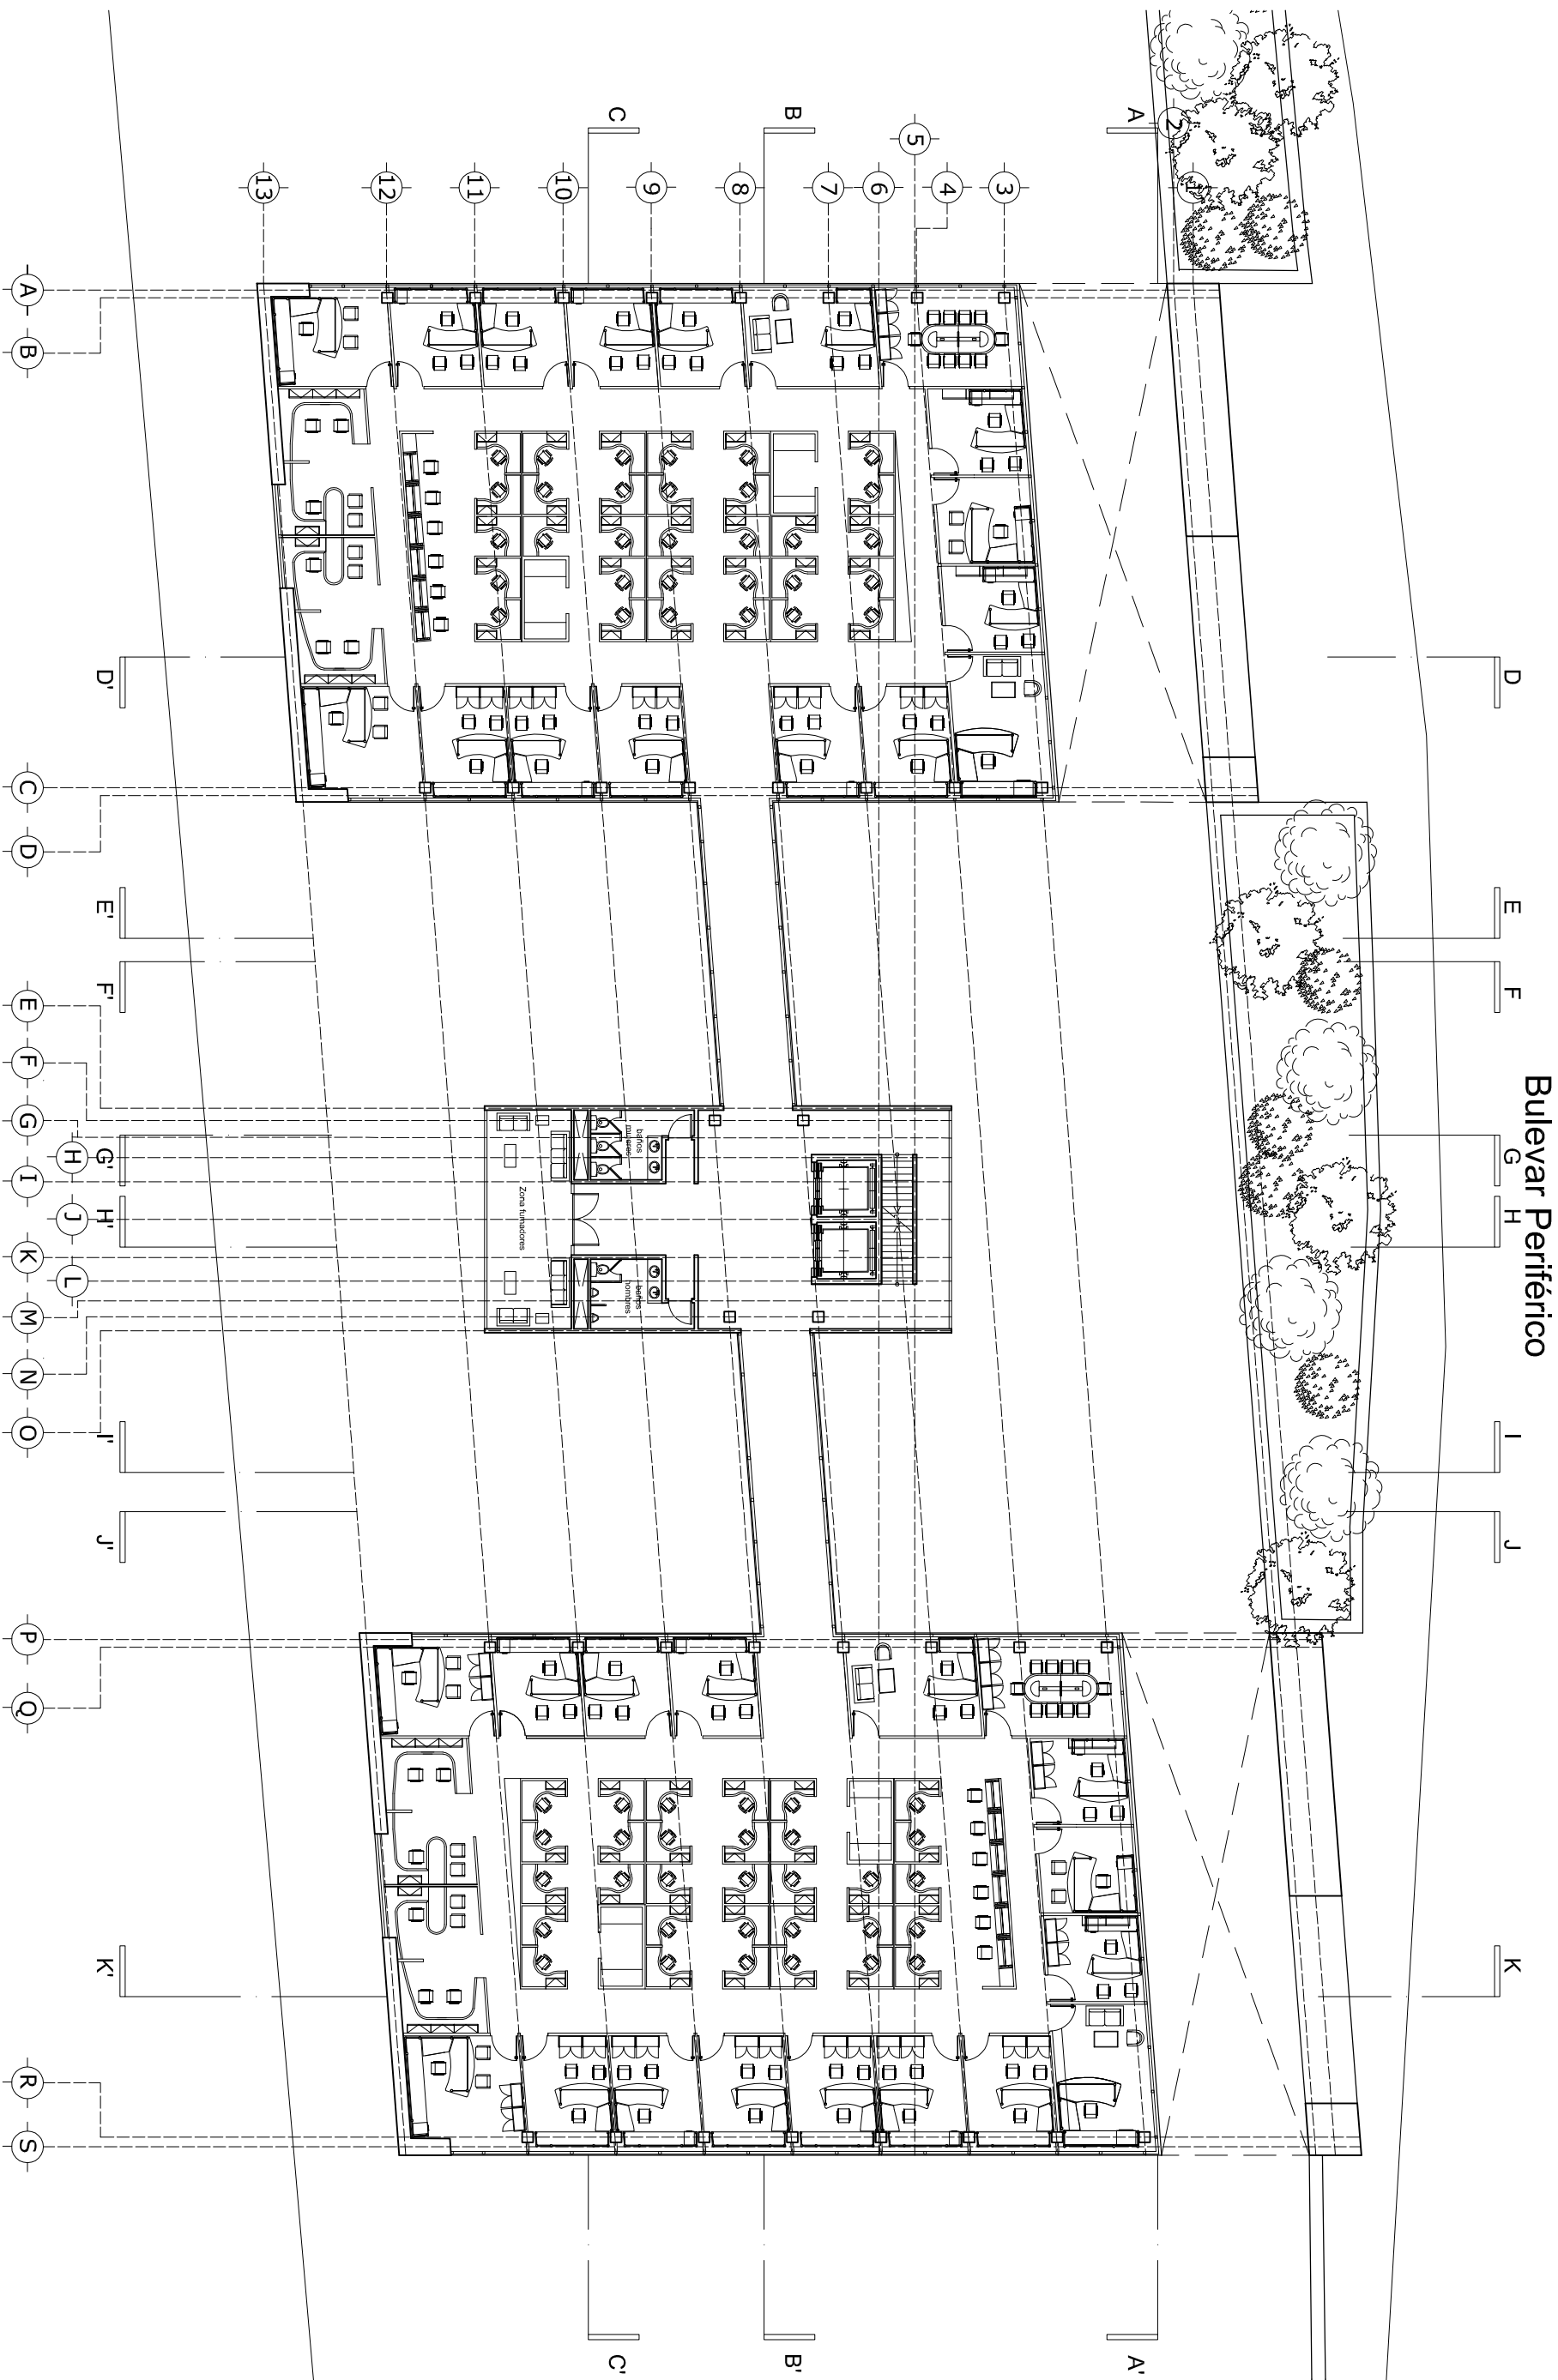 Bulevar Periférico
D
E
F
G
H
I
J
K
A
B
C
1
2
3
4
5
6
7
8
9
10
11
12
13
baños
mujeres
Zona fumadores
baños
hombres
A'
B'
C'
D'
E'
F'
G'
H'
I'
J'
K'
A
B
C
D
E
F
G
H
I
J
K
L
M
N
O
P
Q
R
S